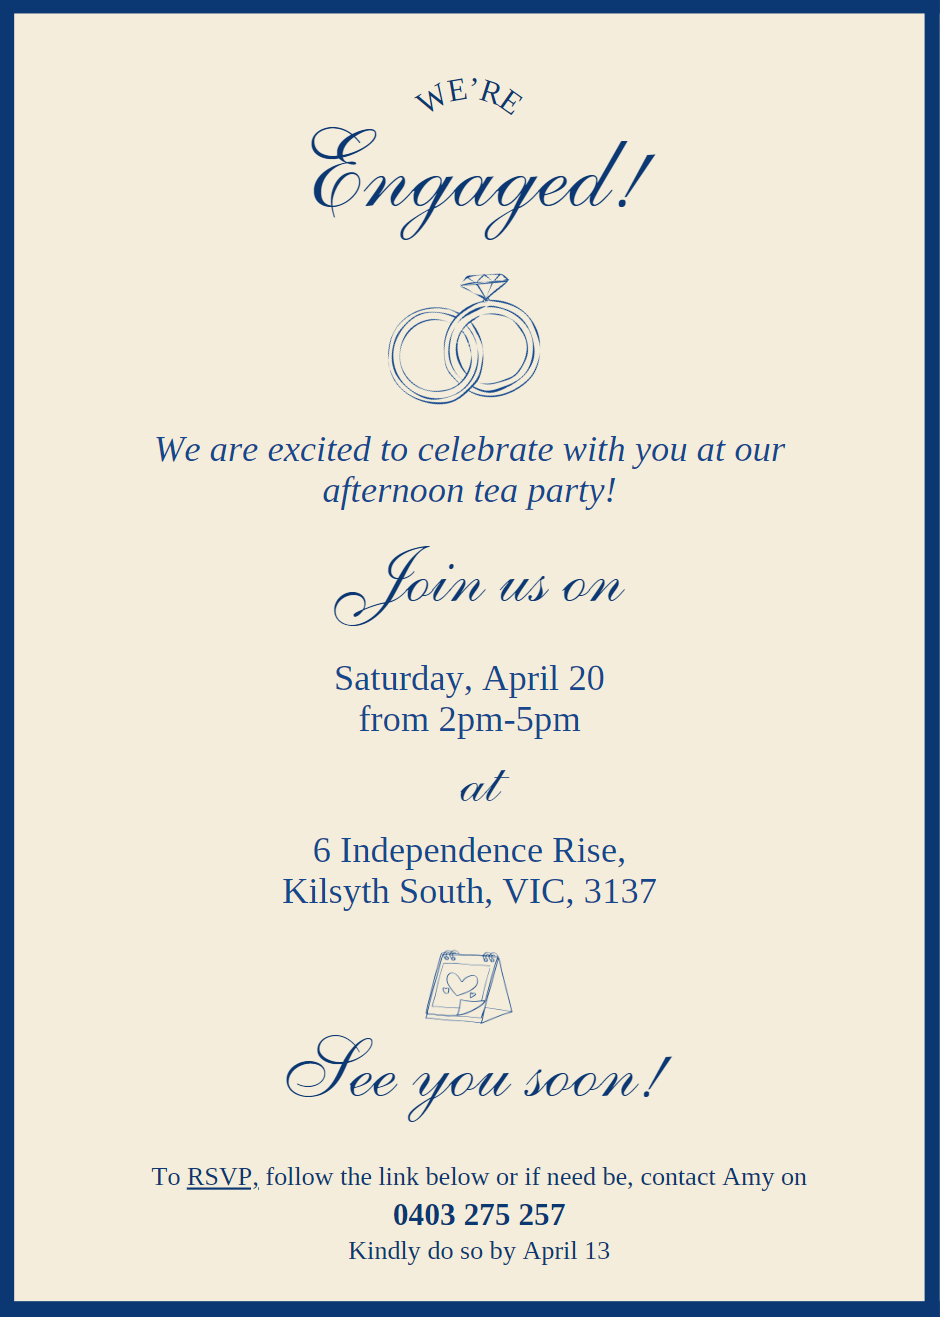 WE’RE
Engaged!
We are excited to celebrate with you at our
afternoon tea party!
Join us on
Saturday, April 20
from 2pm-5pm
at
6 Independence Rise,
Kilsyth South, VIC, 3137
See you soon!
To RSVP, follow the link below or if need be, contact Amy on
0403 275 257
Kindly do so by April 13